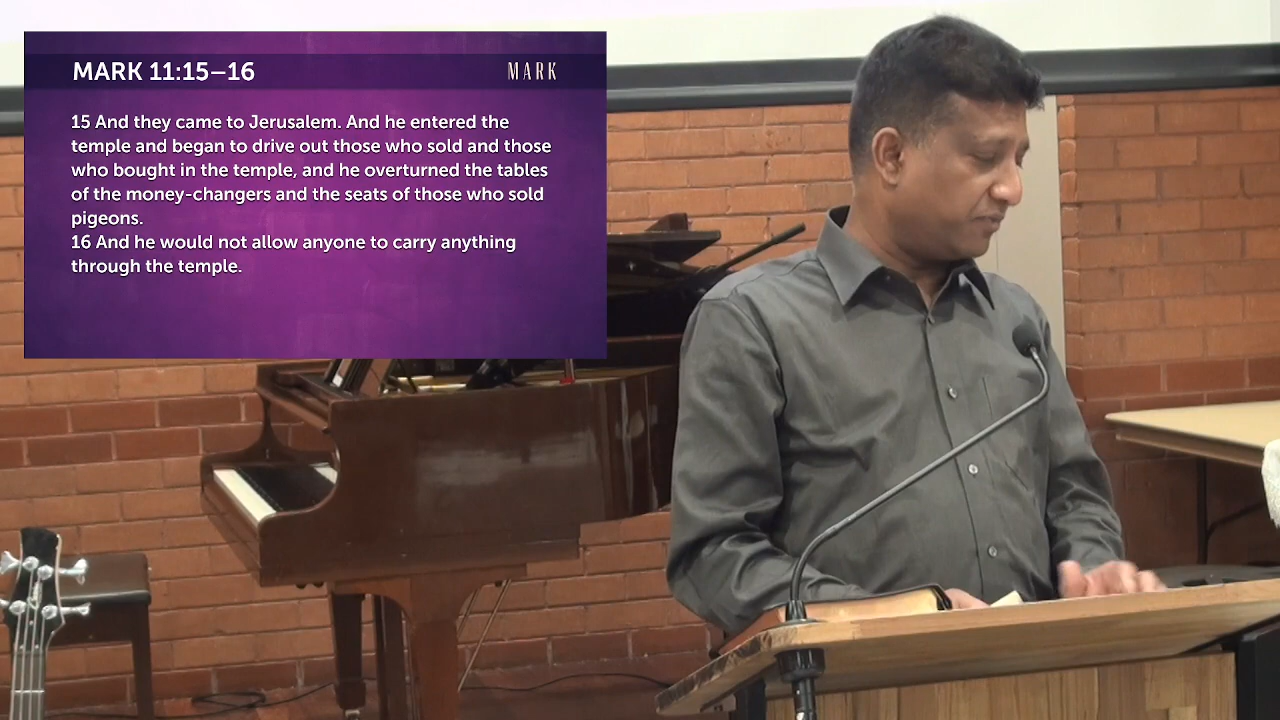 MARK 11:15–16
MARK
15 And they came to Jerusalem. And he entered the
temple and began to drive out those who sold and those
who bought in the temple, and he overturned the tables
of the money-changers and the seats of those who sold
pigeons.
16 And he would not allow anyone to carry anything
through the temple.